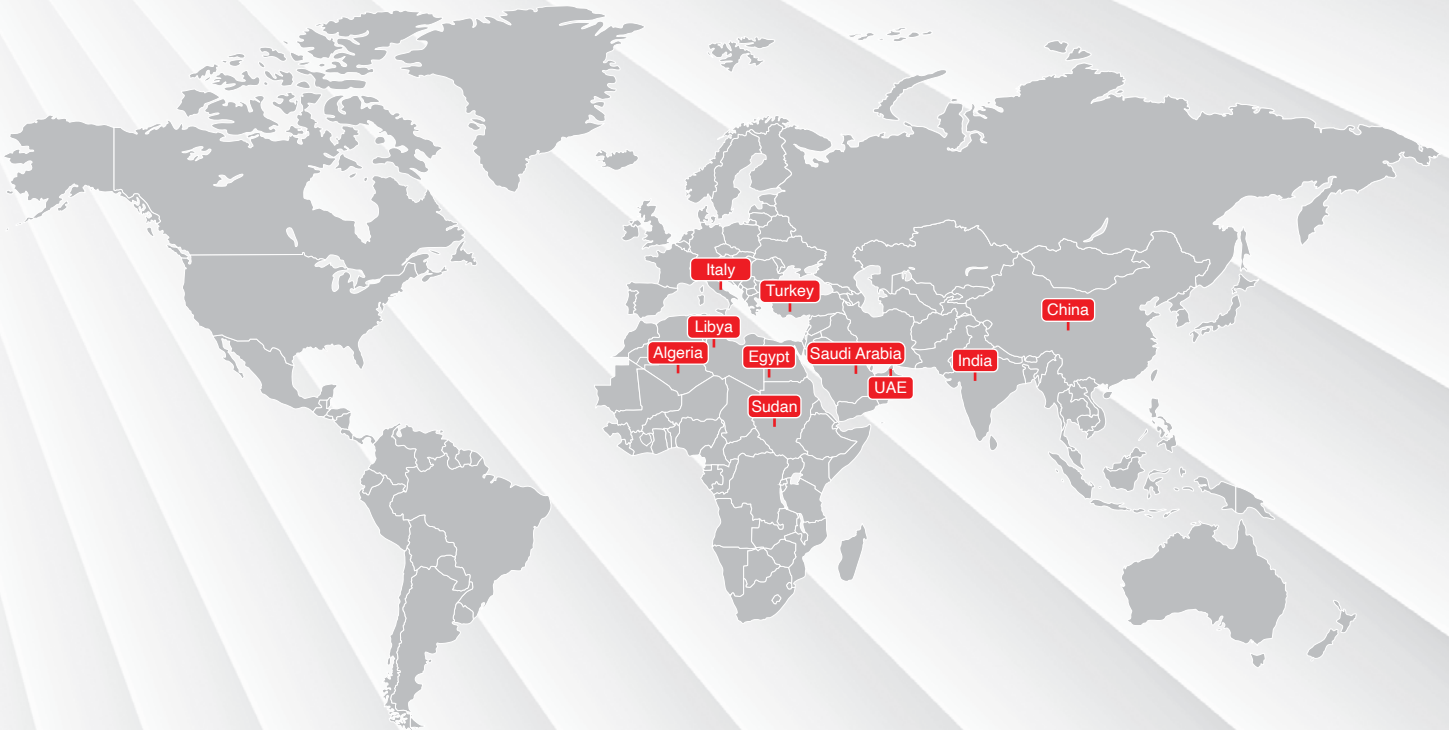 Italy
Turkey
China
Libya
Algeria
Egypt
Saudi Arabia
India
UAE
Sudan